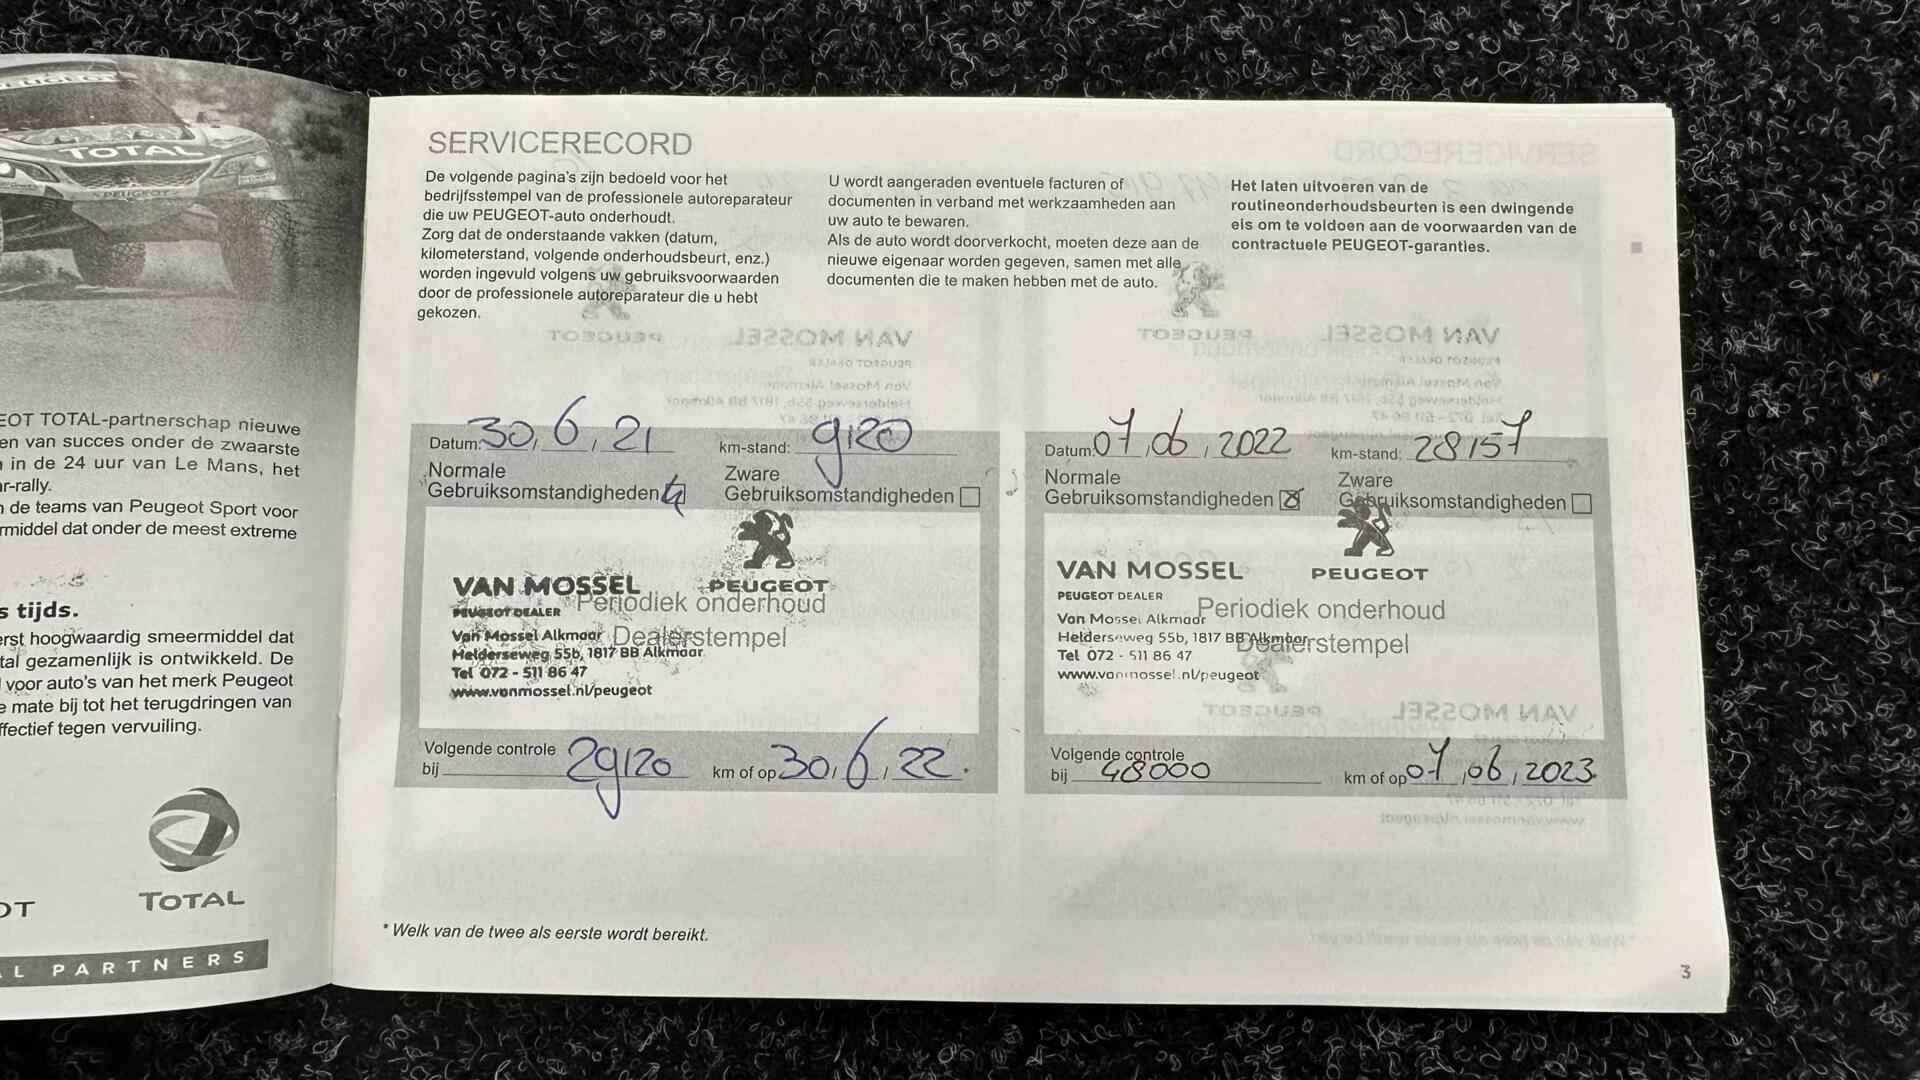 PEUGEOT
TOTAL
PEUGEOT
EOT TOTAL-partnerschap nieuwe
en van succes onder de zwaarste
in de 24 uur van Le Mans, het
r-rally.
de teams van Peugeot Sport voor
rmiddel dat onder de meest extreme
s tijds.
erst hoogwaardig smeermiddel dat
tal gezamenlijk is ontwikkeld. De
voor auto's van het merk Peugeot
e mate bij tot het terugdringen van
ffectief tegen vervuiling.
OT
TOTAL
AL PARTNERS
SERVICERECORD
De volgende pagina's zijn bedoeld voor het
bedrijfsstempel van de professionele autoreparateur
die uw PEUGEOT-auto onderhoudt.
Zorg dat de onderstaande vakken (datum,
kilometerstand, volgende onderhoudsbeurt, enz.)
worden ingevuld volgens uw gebruiksvoorwaarden
door de professionele autoreparateur die u hebt
gekozen.
U wordt aangeraden eventuele facturen of
documenten in verband met werkzaamheden aan
uw auto te bewaren.
Als de auto wordt doorverkocht, moeten deze aan de
nieuwe eigenaar worden gegeven, samen met alle
documenten die te maken hebben met de auto.
Het laten uitvoeren van de
routineonderhoudsbeurten is een dwingende
eis om te voldoen aan de voorwaarden van de
contractuele PEUGEOT-garanties.
Datum: 30, 6, 21 km-stand: 9120
Normale
Gebruiksomstandigheden
Zware
Gebruiksomstandigheden
PEUGEOT
VAN MOSSEL
PEUGEOT DEALER
Periodiek onderhoud
Dealerstempel
Van Mossel Alkmaar
Helderseweg 55b, 1817 BB Alkmaar
Tel 072 - 511 86 47
www.vanmossel.nl/peugeot
Volgende controle
bij 29120 km of op 30, 6, 22.
Datum: 07, 06, 2022 km-stand: 28157
Normale
Gebruiksomstandigheden
Zware
Gebruiksomstandigheden
PEUGEOT
VAN MOSSEL
PEUGEOT DEALER
Periodiek onderhoud
Dealerstempel
Van Mossel Alkmaar
Helderseweg 55b, 1817 BB Alkmaar
Tel 072 - 511 86 47
www.vanmossel.nl/peugeot
Volgende controle
bij 48000 km of op 07, 06, 2023
* Welk van de twee als eerste wordt bereikt.
3